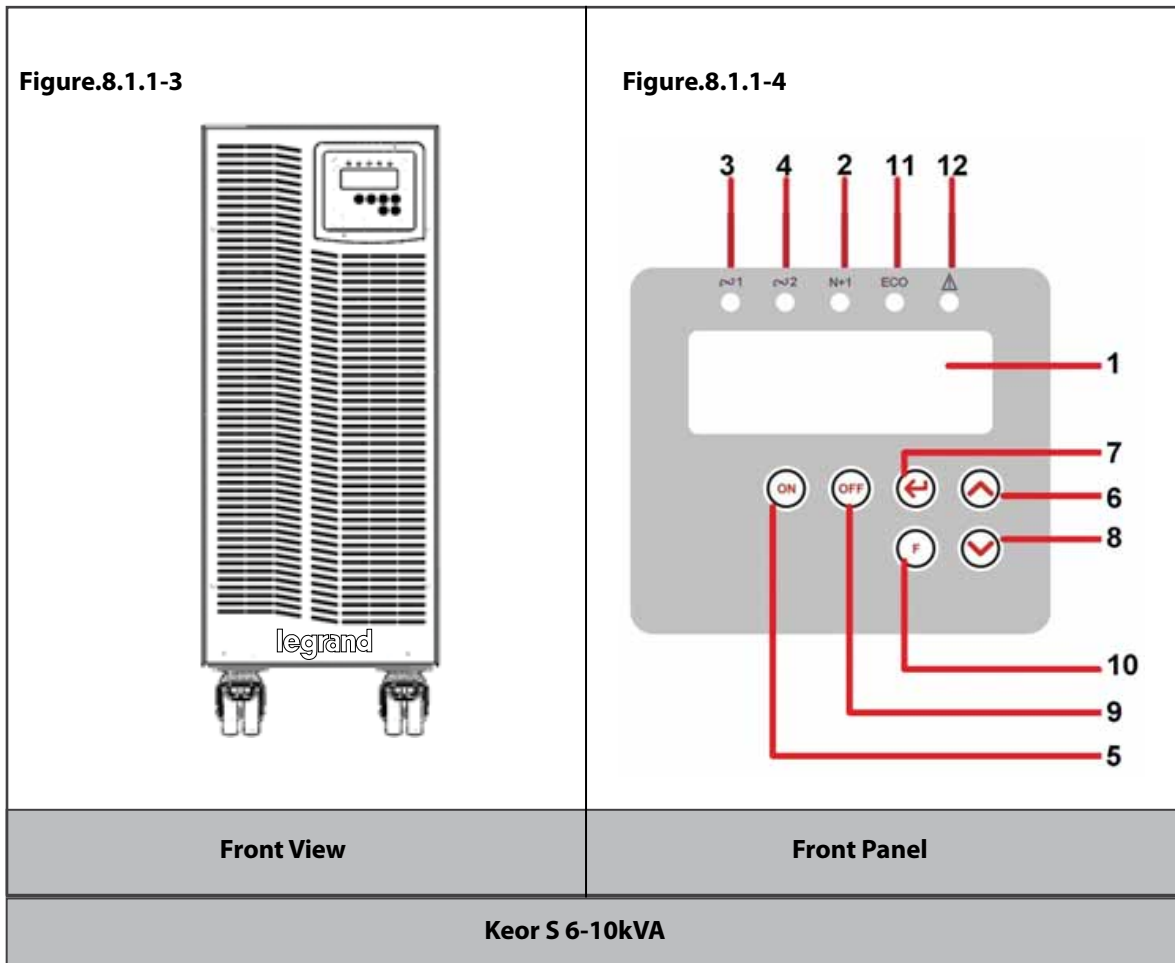 Figure.8.1.1-3
legrand
Figure.8.1.1-4
3 4 2 11 12
∾1 ∾2 N+1 ECO
1
7
ON OFF
6
8
F
10
9
5
Front View
Front Panel
Keor S 6-10kVA